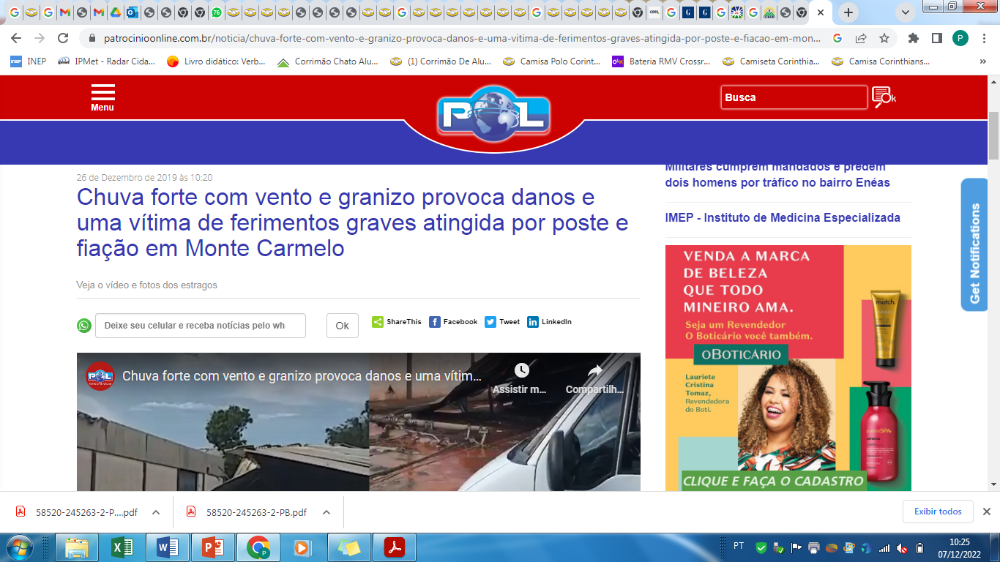 76
patrocinioonline.com.br/noticia/chuva-forte-com-vento-e-granizo-provoca-danos-e-uma-vitima-de-ferimentos-graves-atingida-por-poste-e-fiacao-em-mon...
P
INEP
IPMet - Radar Cida...
Livro didático: Verb...
Corrimão Chato Alu...
(1) Corrimão De Alu...
Camisa Polo Corint...
Bateria RMV Crossr...
Camiseta Corinthia...
Camisa Corinthians...
»
Menu
POL
Busca
Ok
26 de Dezembro de 2019 às 10:20
Chuva forte com vento e granizo provoca danos e
uma vítima de ferimentos graves atingida por poste e
fiação em Monte Carmelo
Veja o vídeo e fotos dos estragos
Deixe seu celular e receba notícias pelo wh
Ok
ShareThis
Facebook
Tweet
LinkedIn
POL
Chuva forte com vento e granizo provoca danos e uma vítim...
Assistir m...
Compartilh...
Militares cumprem mandados e predem
dois homens por tráfico no bairro Enéas
IMEP - Instituto de Medicina Especializada
VENDA A MARCA
DE BELEZA
QUE TODO
MINEIRO AMA.
Seja um Revendedor
O Boticário você também.
OBOTICÁRIO
Lauriete
Cristina
Tomaz,
Revendedora
do Boti.
match.
SPA
CLIQUE E FAÇA O CADASTRO
Get Notifications
58520-245263-2-P....pdf
58520-245263-2-PB.pdf
Exibir todos
PT
10:25
07/12/2022